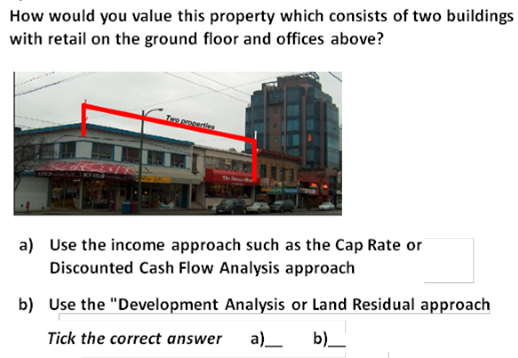 How would you value this property which consists of two buildings
with retail on the ground floor and offices above?
Two properties
a) Use the income approach such as the Cap Rate or
Discounted Cash Flow Analysis approach
b) Use the "Development Analysis or Land Residual approach
Tick the correct answer a)__ b)__